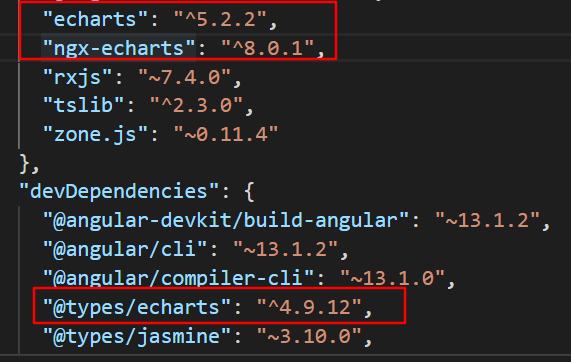 "echarts": "^5.2.2",
"ngx-echarts": "^8.0.1",
"rxjs": "~7.4.0",
"tslib": "^2.3.0",
"zone.js": "~0.11.4"
},
"devDependencies": {
"@angular-devkit/build-angular": "~13.1.2",
"@angular/cli": "~13.1.2",
"@angular/compiler-cli": "~13.1.0",
"@types/echarts": "^4.9.12",
"@types/jasmine": "~3.10.0",